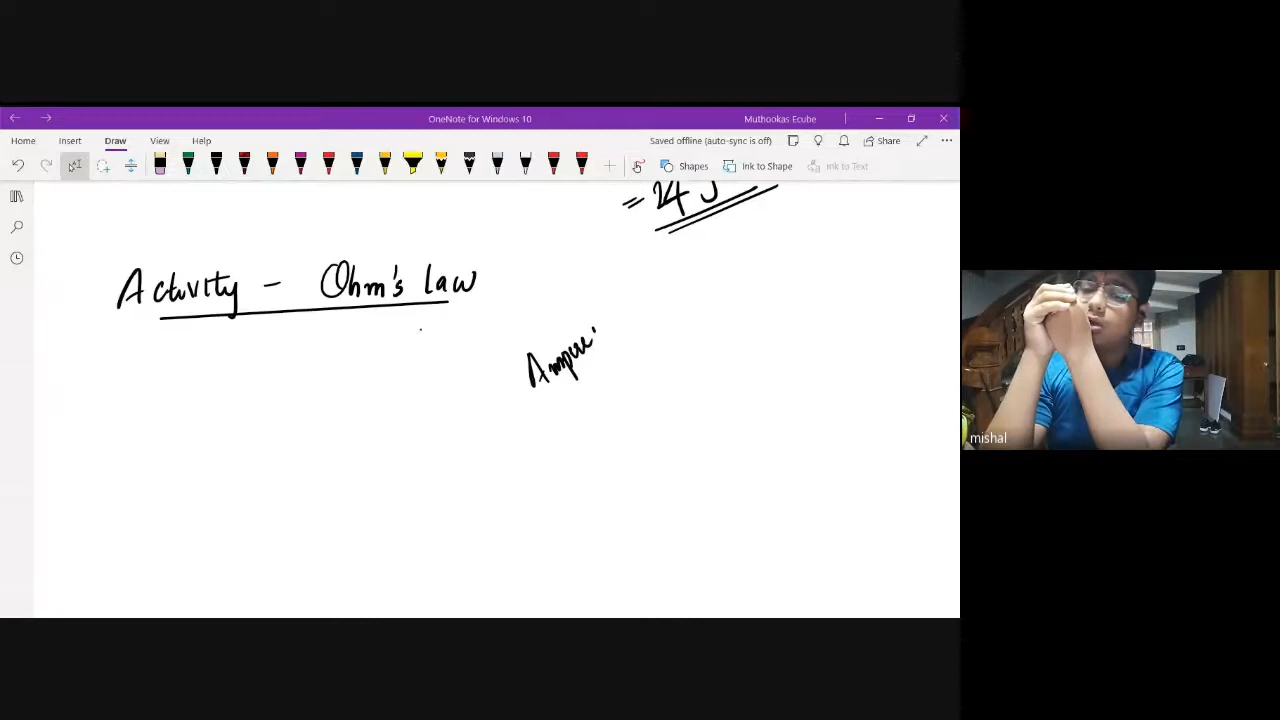 OneNote for Windows 10
Muthookas Ecube
Home Insert Draw View Help
Saved offline (auto-sync is off)
Share
Shapes
Ink to Shape
Ink to Text
= 24 J
Activity - Ohm's law
mishal